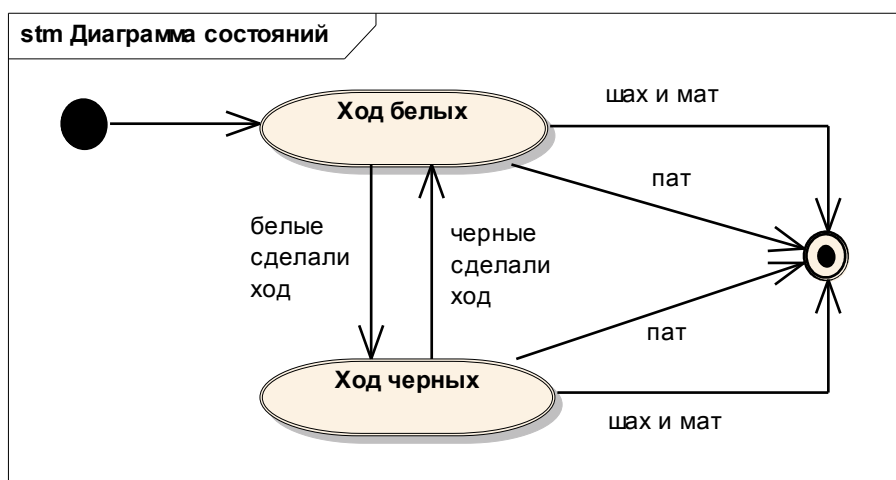 stm Диаграмма состояний
Ход белых
шах и мат
пат
белые
сделали
ход
черные
сделали
ход
пат
Ход черных
шах и мат